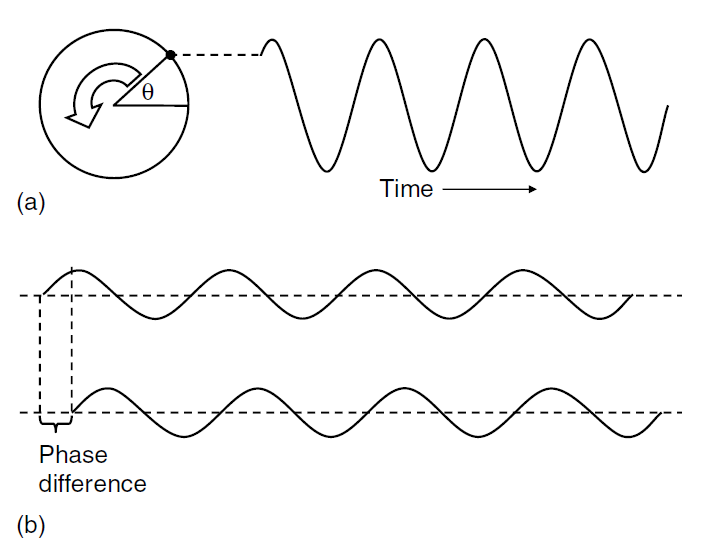 θ
Time
(a)
Phase
difference
(b)